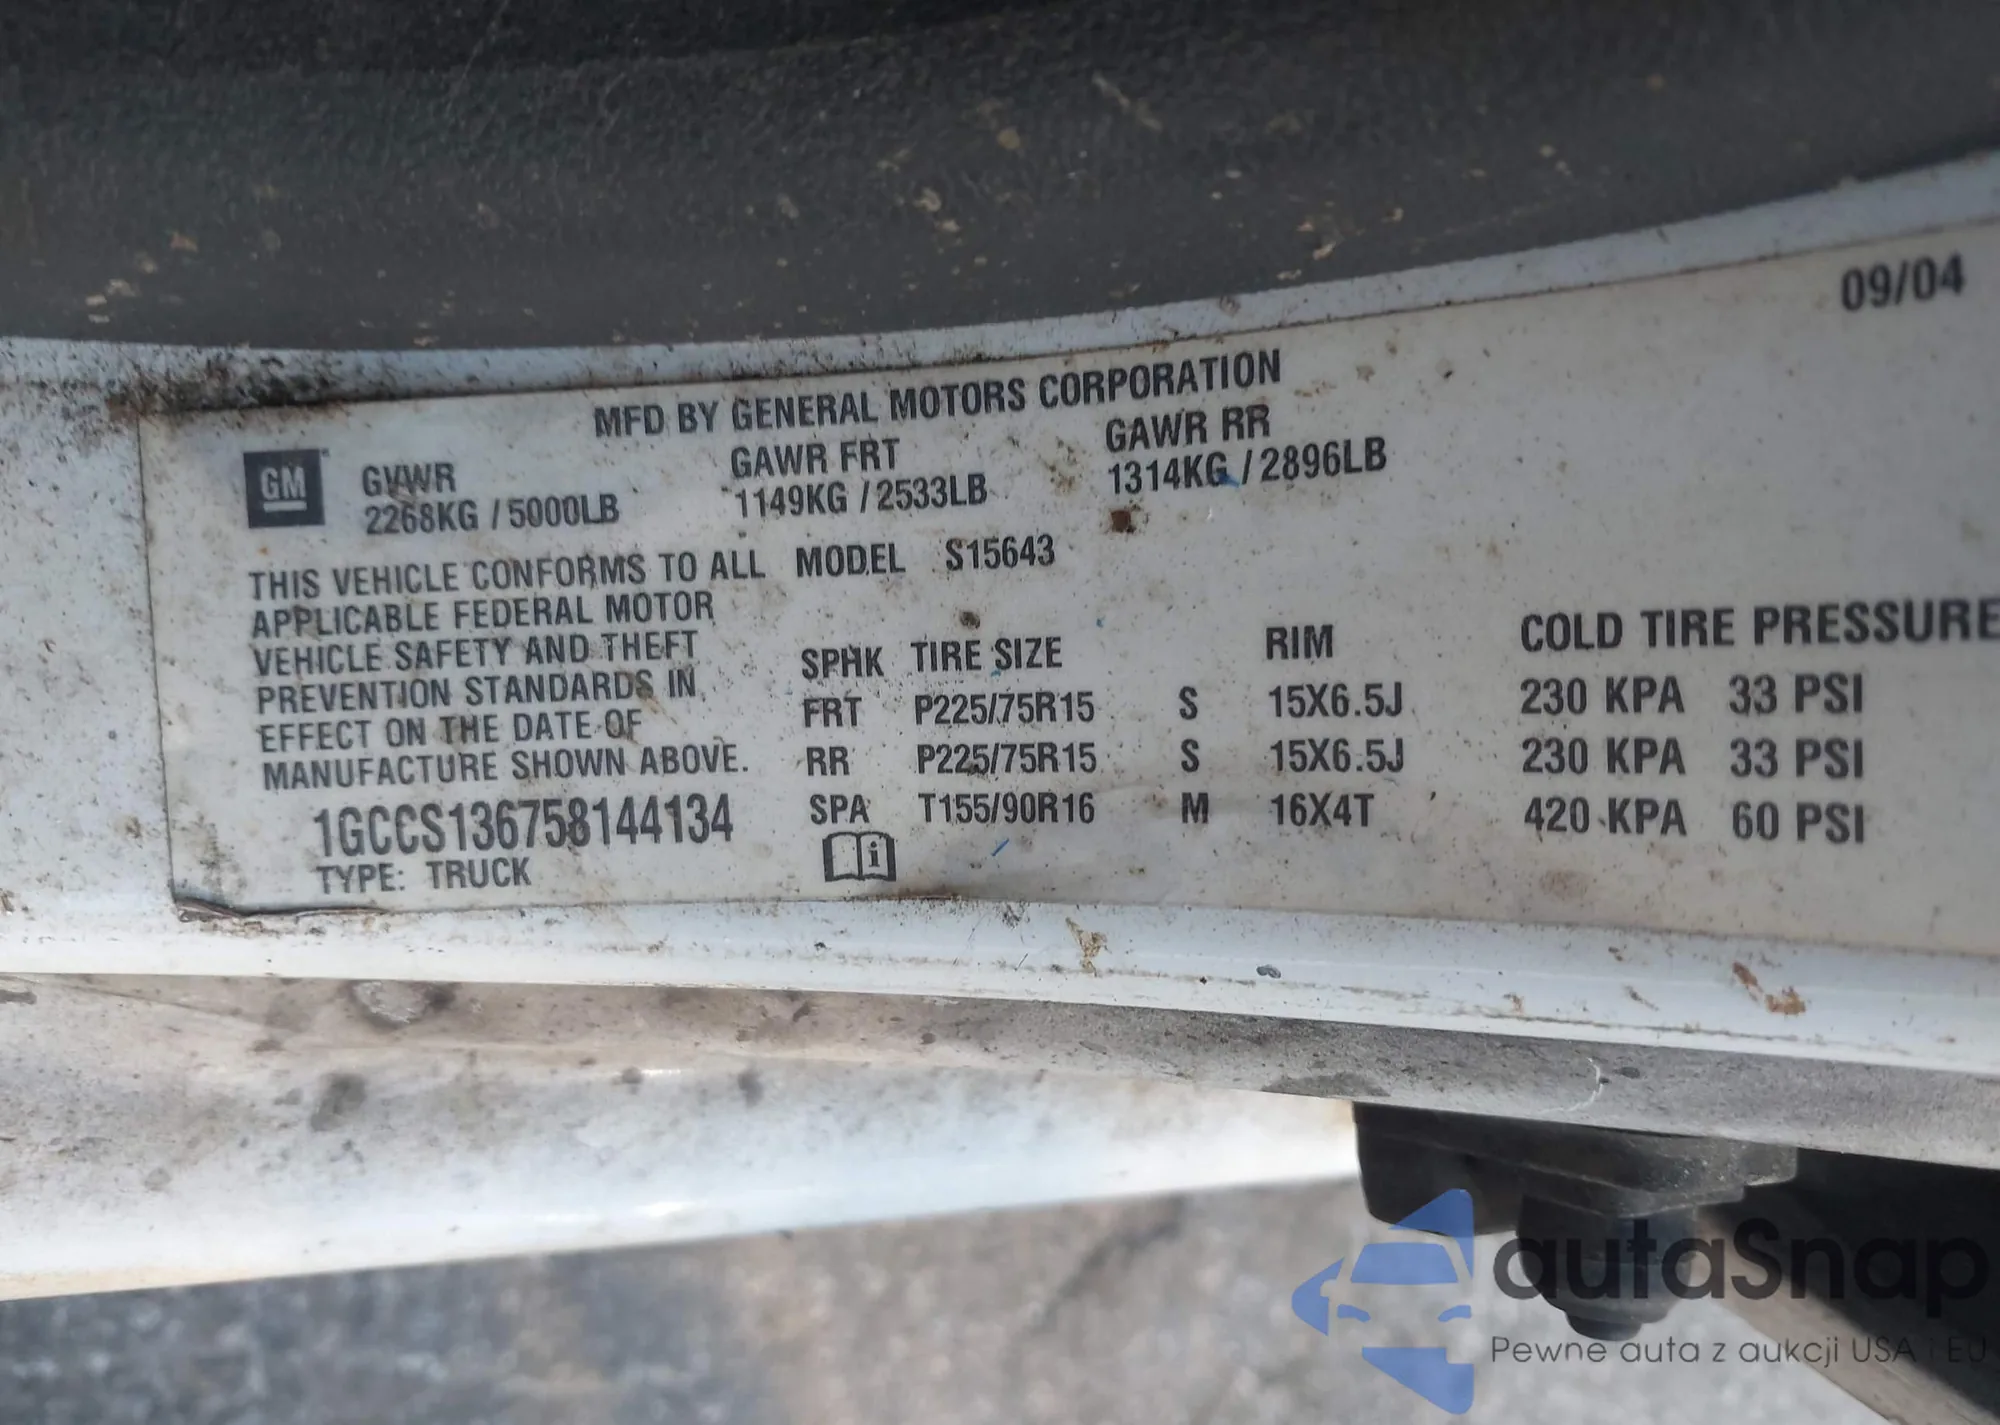 09/04
MFD BY GENERAL MOTORS CORPORATION
GM GVWR GAWR FRT GAWR RR
2268KG / 5000LB 1149KG / 2533LB 1314KG / 2896LB
THIS VEHICLE CONFORMS TO ALL MODEL S15643
APPLICABLE FEDERAL MOTOR
VEHICLE SAFETY AND THEFT
PREVENTION STANDARDS IN
EFFECT ON THE DATE OF
MANUFACTURE SHOWN ABOVE.
SPHK TIRE SIZE RIM COLD TIRE PRESSURE
FRT P225/75R15 S 15X6.5J 230 KPA 33 PSI
RR P225/75R15 S 15X6.5J 230 KPA 33 PSI
SPA T155/90R16 M 16X4T 420 KPA 60 PSI
1GCCS136758144134
TYPE: TRUCK
i
autaSnap
Pewne auta z aukcji USA i EU